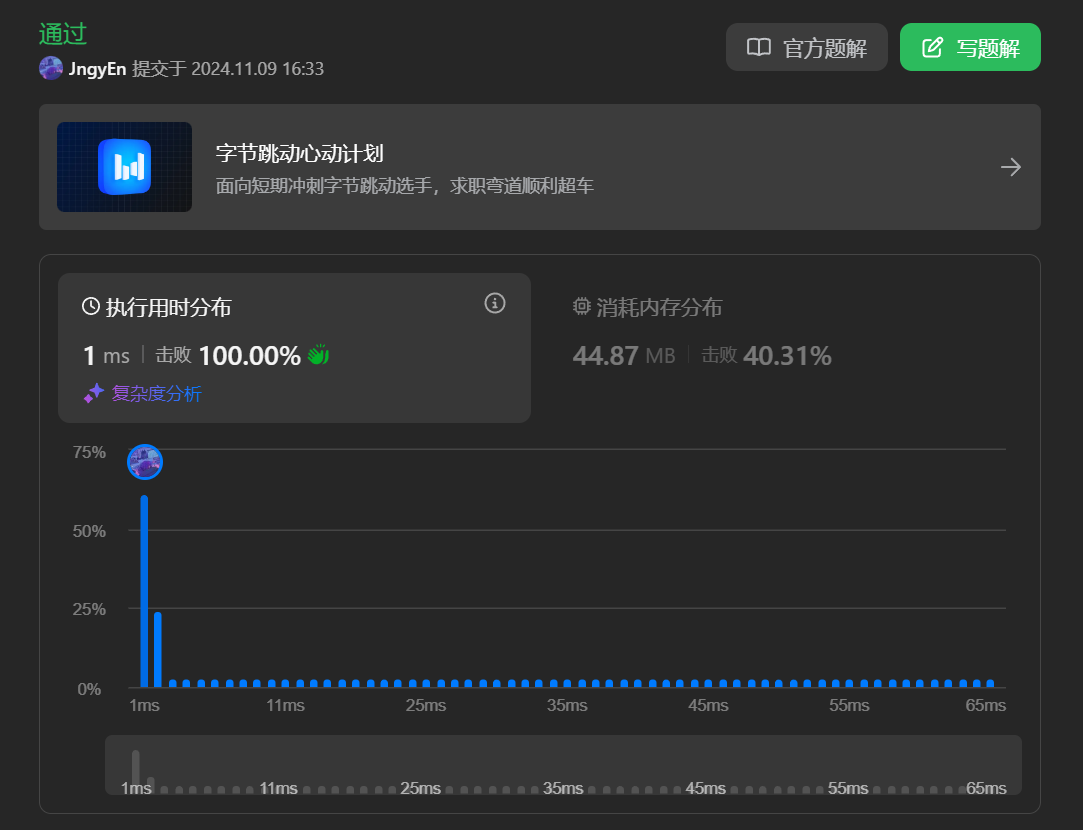 通过
JngyEn 提交于 2024.11.09 16:33
官方题解
写题解
字节跳动心动计划
面向短期冲刺字节跳动选手，求职弯道顺利超车
执行用时分布
1 ms 击败 100.00%
复杂度分析
消耗内存分布
44.87 MB 击败 40.31%
75%
50%
25%
0%
1ms 11ms 25ms 35ms 45ms 55ms 65ms
1ms 11ms 25ms 35ms 45ms 55ms 65ms